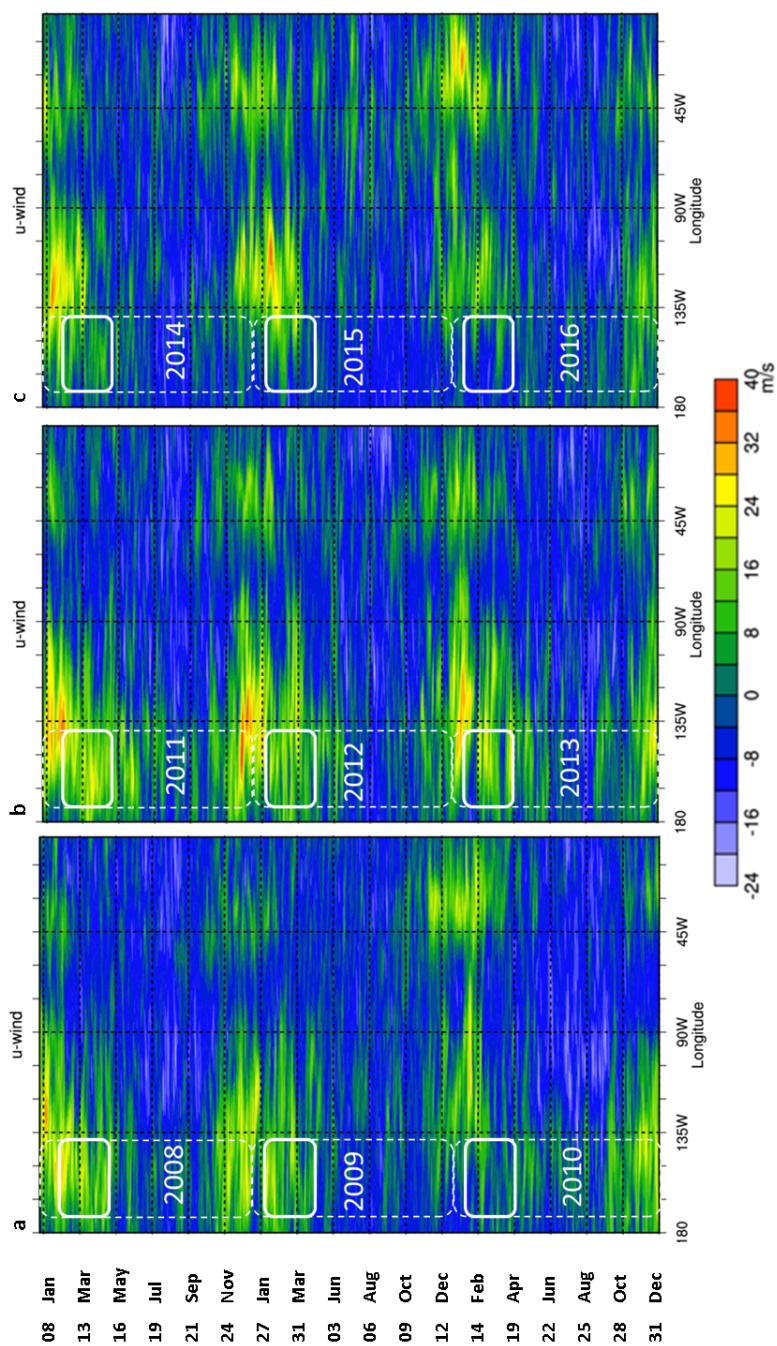 a
u-wind
b
u-wind
c
u-wind
08 Jan
13 Mar
16 May
19 Jul
21 Sep
24 Nov
27 Jan
31 Mar
03 Jun
06 Aug
09 Oct
12 Dec
14 Feb
19 Apr
22 Jun
25 Aug
28 Oct
31 Dec
2008
2009
2010
2011
2012
2013
2014
2015
2016
180 135W 90W 45W
Longitude
180 135W 90W 45W
Longitude
180 135W 90W 45W
Longitude
-24 -16 -8 0 8 16 24 32 40
m/s